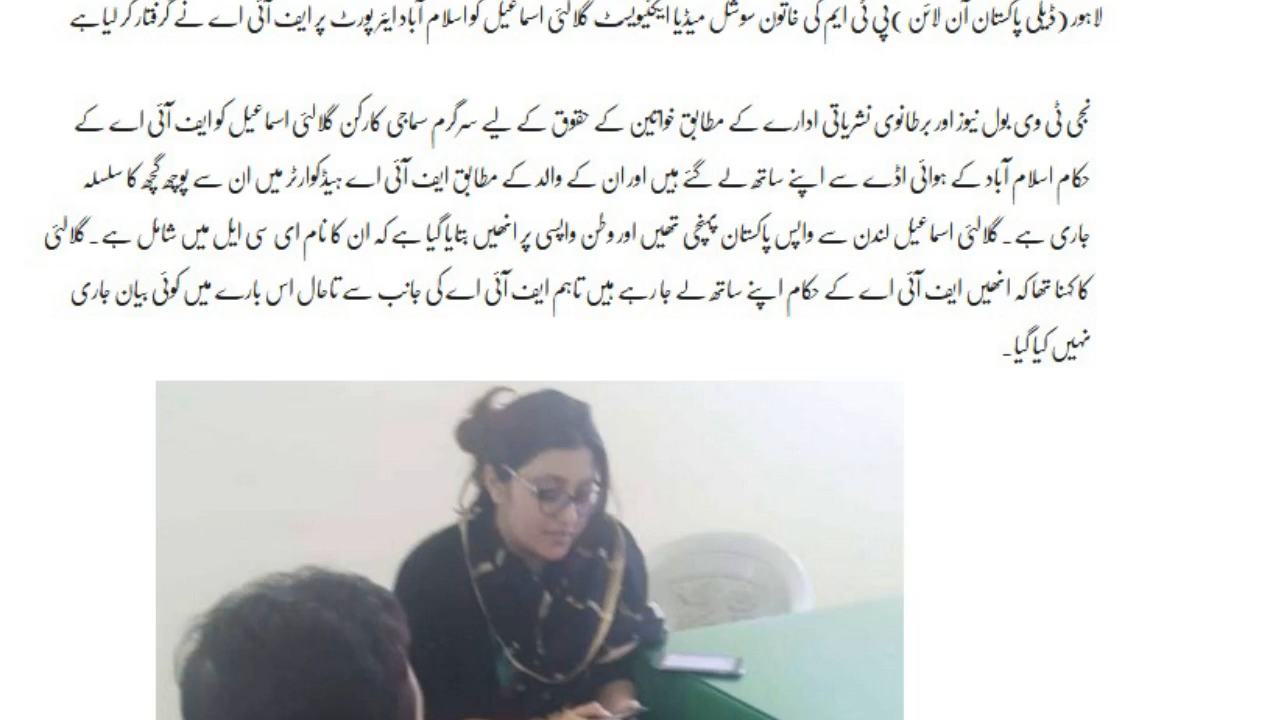 لاہور (ڈیلی پاکستان آن لائن )پی ٹی ایم کی خاتون سوشل میڈیا ایکٹیویسٹ گلالئی اسماعیل کو اسلام آباد ایئر پورٹ پر ایف آئی اے نے گرفتار کر لیا ہے
نجی ٹی وی بول نیوز اور برطانوی نشریاتی ادارے کے مطابق خواتین کے حقوق کے لیے سرگرم سماجی کارکن گلالئی اسماعیل کو ایف آئی اے کے
حکام اسلام آباد کے ہوائی اڈے سے اپنے ساتھ لے گئے ہیں اور ان کے والد کے مطابق ایف آئی اے ہیڈکوارٹر میں ان سے پوچھ گچھ کا سلسلہ
جاری ہے۔گلالئی اسماعیل لندن سے واپس پاکستان پہنچی تھیں اور وطن واپسی پر انھیں بتایا گیا ہے کہ ان کا نام ای سی ایل میں شامل ہے۔گلالئی
کا کہنا تھا کہ انھیں ایف آئی اے کے حکام اپنے ساتھ لے جا رہے ہیں تاہم ایف آئی اے کی جانب سے تاحال اس بارے میں کوئی بیان جاری
نہیں کیا گیا۔